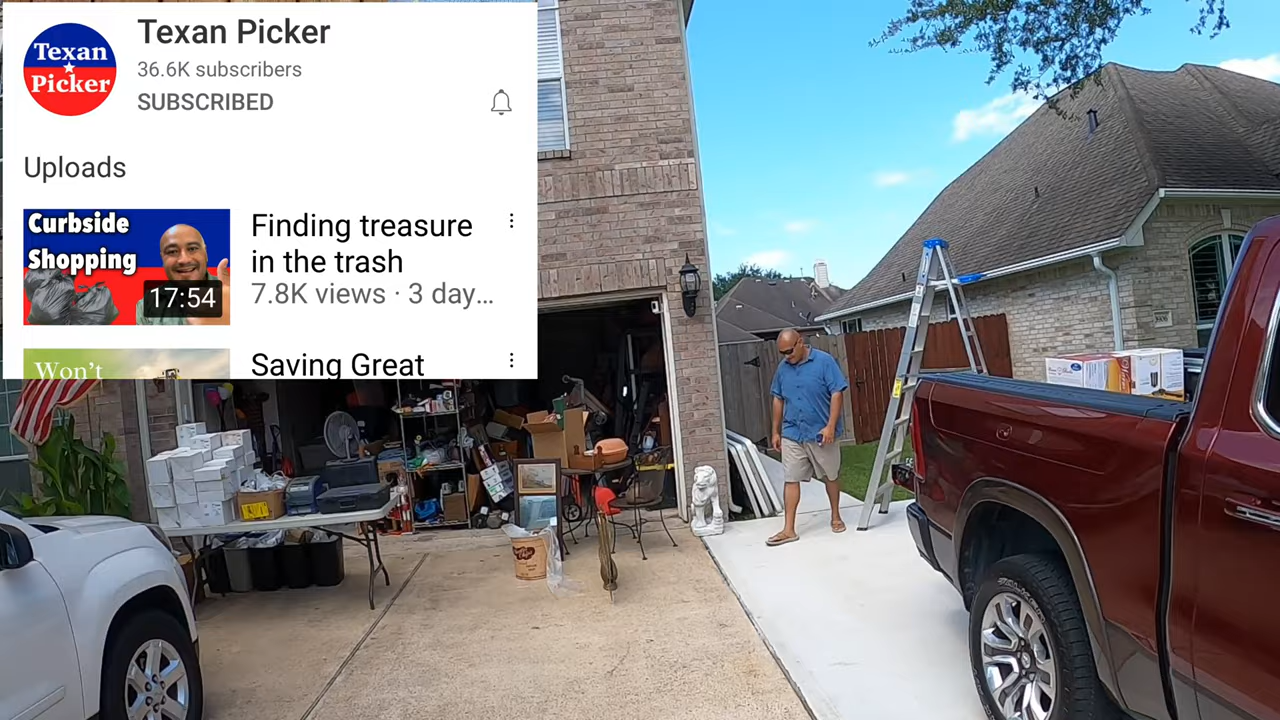 Texan Picker
36.6K subscribers
SUBSCRIBED
Texan
Picker
Uploads
Curbside
Shopping
17:54
Finding treasure
in the trash
7.8K views · 3 day…
Won't
Saving Great